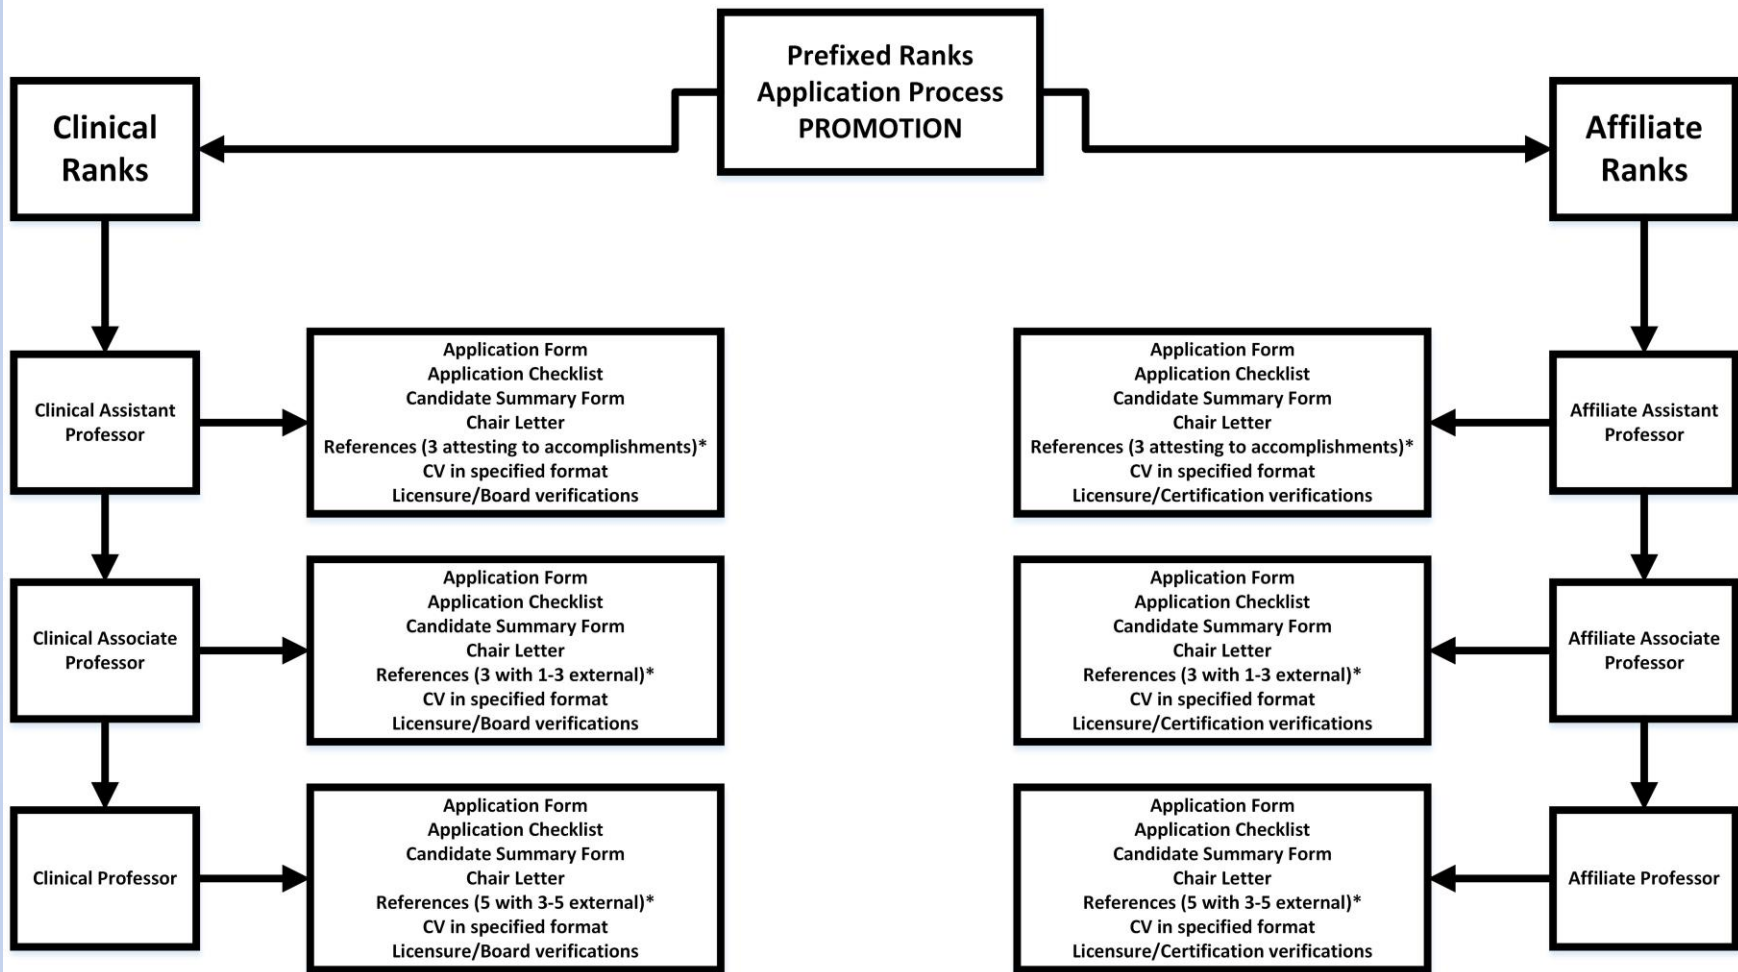 Prefixed Ranks
Application Process
PROMOTION
Clinical
Ranks
Affiliate
Ranks
Clinical Assistant
Professor
Application Form
Application Checklist
Candidate Summary Form
Chair Letter
References (3 attesting to accomplishments)*
CV in specified format
Licensure/Board verifications
Application Form
Application Checklist
Candidate Summary Form
Chair Letter
References (3 attesting to accomplishments)*
CV in specified format
Licensure/Certification verifications
Affiliate Assistant
Professor
Clinical Associate
Professor
Application Form
Application Checklist
Candidate Summary Form
Chair Letter
References (3 with 1-3 external)*
CV in specified format
Licensure/Board verifications
Application Form
Application Checklist
Candidate Summary Form
Chair Letter
References (3 with 1-3 external)*
CV in specified format
Licensure/Certification verifications
Affiliate Associate
Professor
Clinical Professor
Application Form
Application Checklist
Candidate Summary Form
Chair Letter
References (5 with 3-5 external)*
CV in specified format
Licensure/Board verifications
Application Form
Application Checklist
Candidate Summary Form
Chair Letter
References (5 with 3-5 external)*
CV in specified format
Licensure/Certification verifications
Affiliate Professor